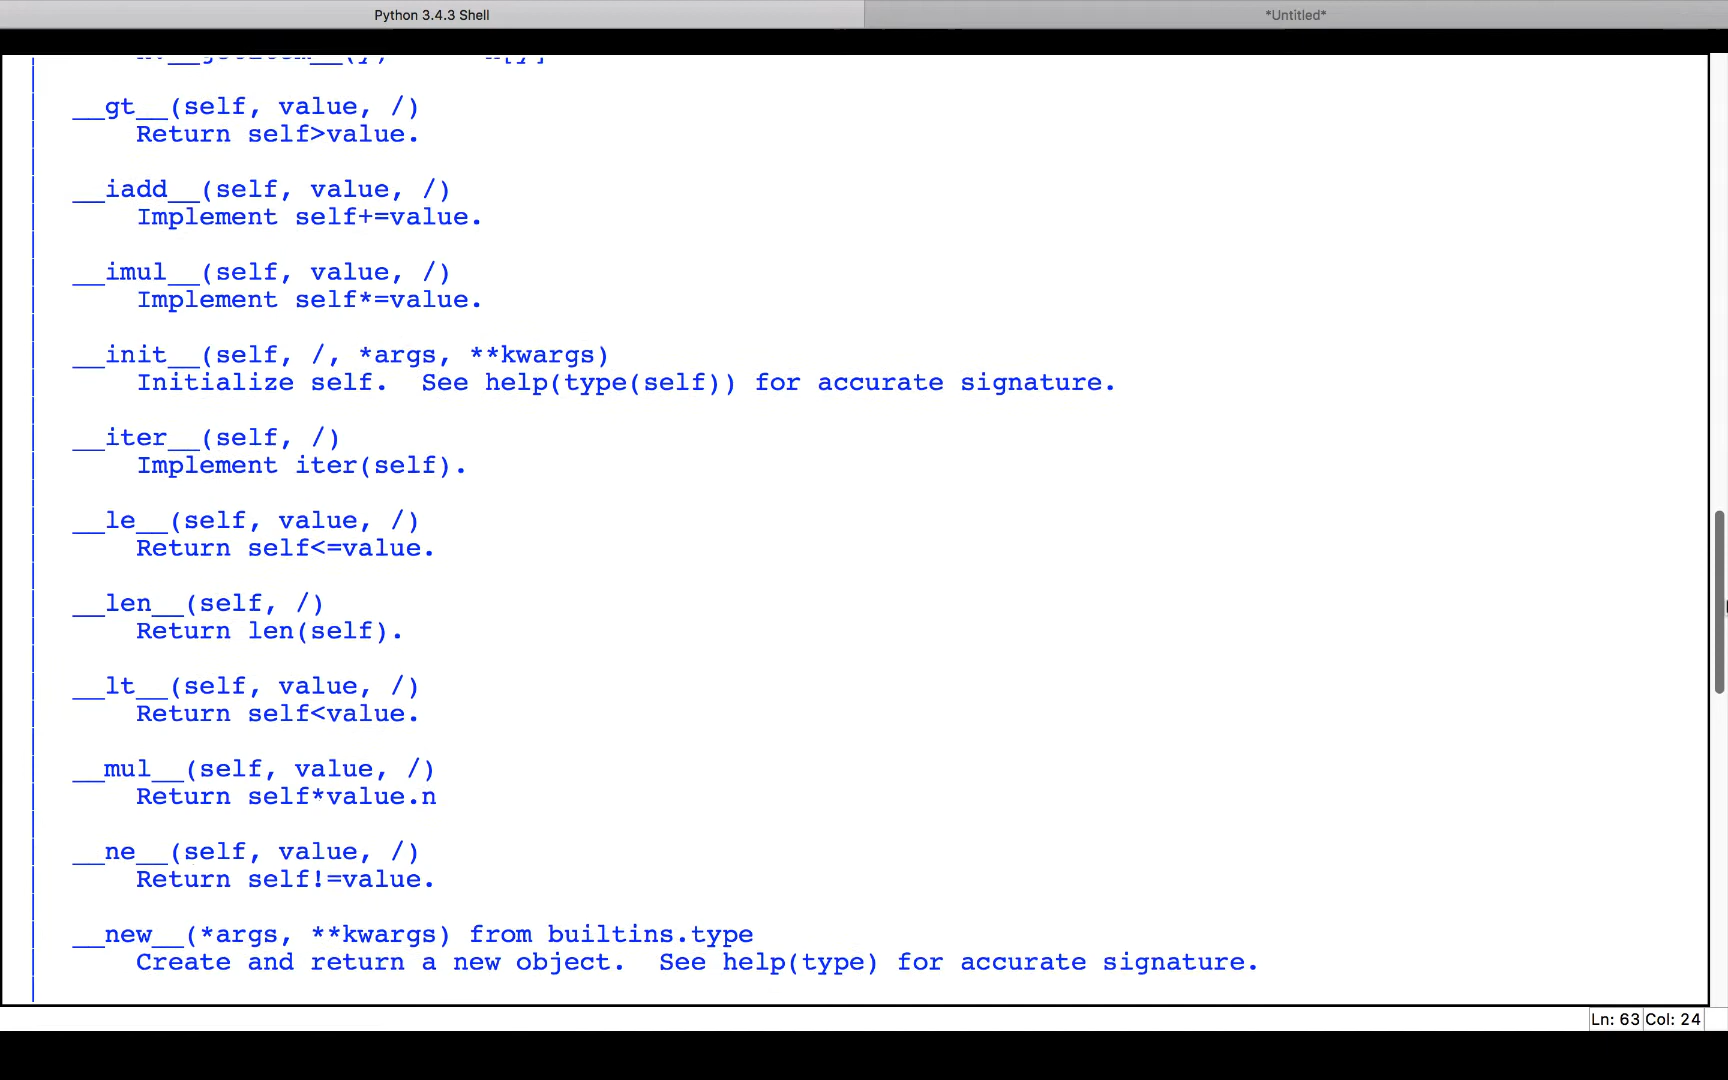 Python 3.4.3 Shell
*Untitled*
__gt__(self, value, /)
Return self>value.
__iadd__(self, value, /)
Implement self+=value.
__imul__(self, value, /)
Implement self*=value.
__init__(self, /, *args, **kwargs)
Initialize self.  See help(type(self)) for accurate signature.
__iter__(self, /)
Implement iter(self).
__le__(self, value, /)
Return self<=value.
__len__(self, /)
Return len(self).
__lt__(self, value, /)
Return self<value.
__mul__(self, value, /)
Return self*value.n
__ne__(self, value, /)
Return self!=value.
__new__(*args, **kwargs) from builtins.type
Create and return a new object.  See help(type) for accurate signature.
Ln: 63 Col: 24